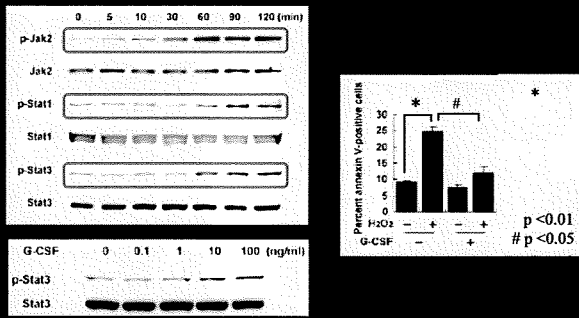 0 5 10 30 60 90 120 (min)
p-Jak2
Jak2
p-Stat1
Stat1
p-Stat3
Stat3
G-CSF 0 0.1 1 10 100 (ng/ml)
p-Stat3
Stat3
*
* #
Percent annexin V-positive cells
30
25
20
15
10
5
0
H₂O₂ − + − +
G-CSF − +
p <0.01
# p <0.05